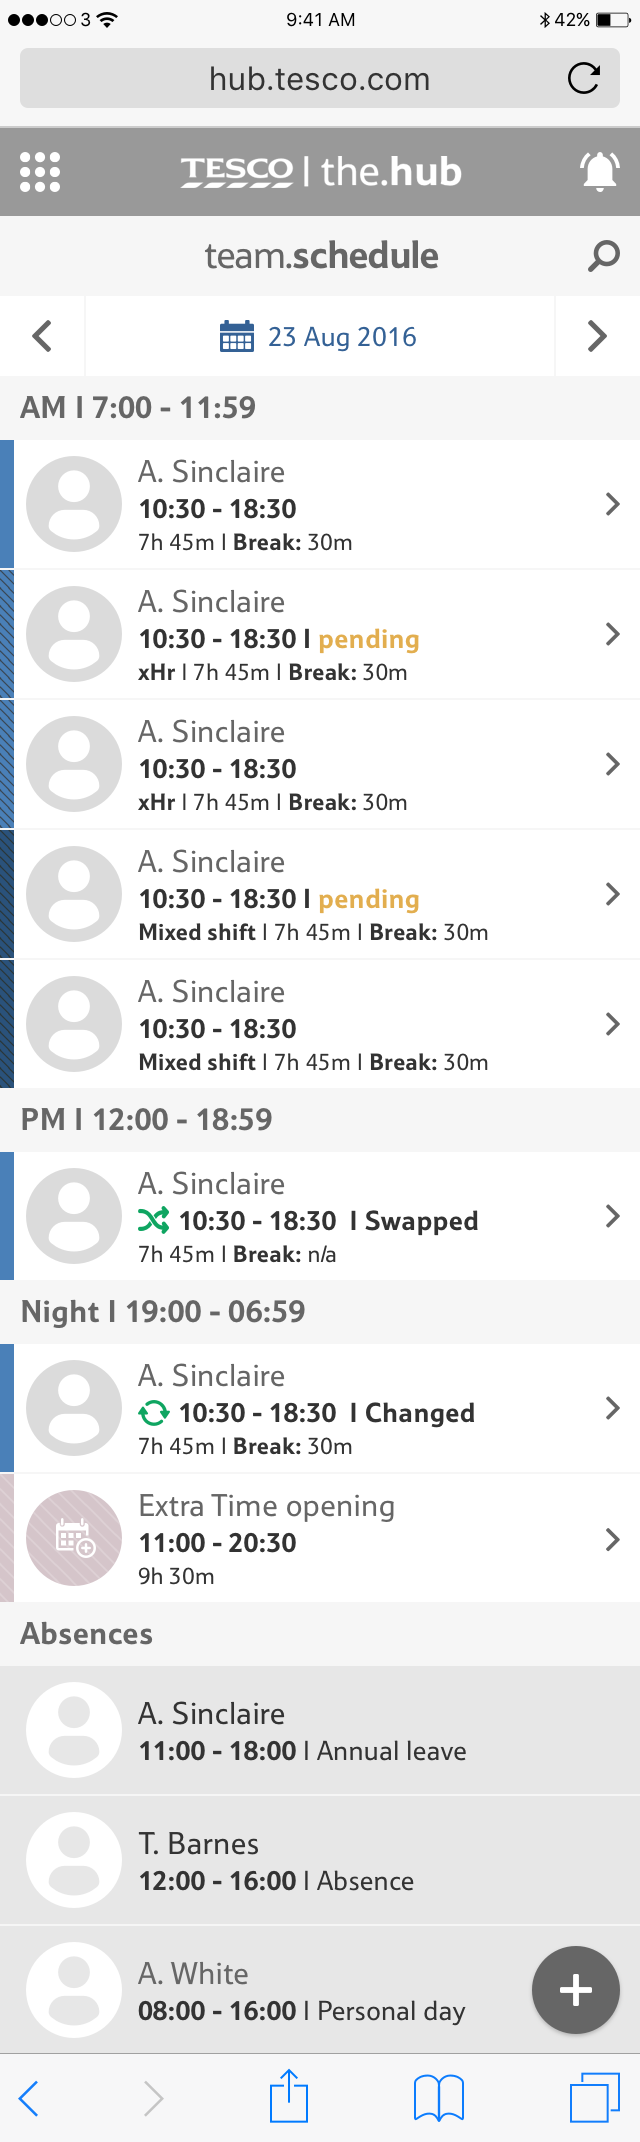 3 9:41 AM 42%
hub.tesco.com
TESCO | the.hub
team.schedule
23 Aug 2016
AM | 7:00 - 11:59
A. Sinclaire
10:30 - 18:30
7h 45m | Break: 30m
A. Sinclaire
10:30 - 18:30 | pending
xHr | 7h 45m | Break: 30m
A. Sinclaire
10:30 - 18:30
xHr | 7h 45m | Break: 30m
A. Sinclaire
10:30 - 18:30 | pending
Mixed shift | 7h 45m | Break: 30m
A. Sinclaire
10:30 - 18:30
Mixed shift | 7h 45m | Break: 30m
PM | 12:00 - 18:59
A. Sinclaire
10:30 - 18:30 | Swapped
7h 45m | Break: n/a
Night | 19:00 - 06:59
A. Sinclaire
10:30 - 18:30 | Changed
7h 45m | Break: 30m
Extra Time opening
11:00 - 20:30
9h 30m
Absences
A. Sinclaire
11:00 - 18:00 | Annual leave
T. Barnes
12:00 - 16:00 | Absence
A. White
08:00 - 16:00 | Personal day